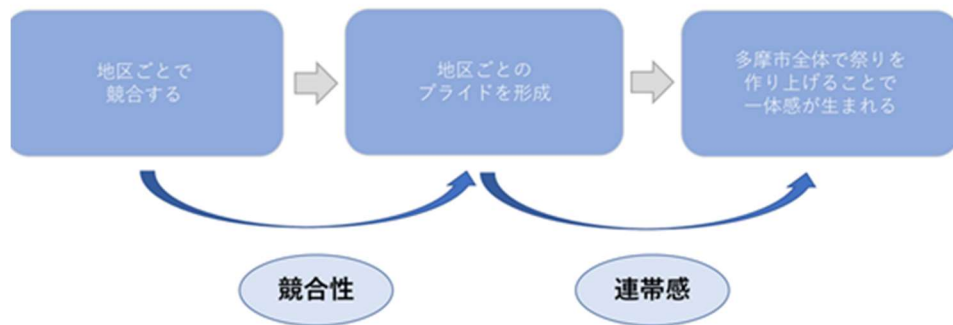 地区ごとで
競合する
地区ごとの
プライドを形成
多摩市全体で祭りを
作り上げることで
一体感が生まれる
競合性
連帯感